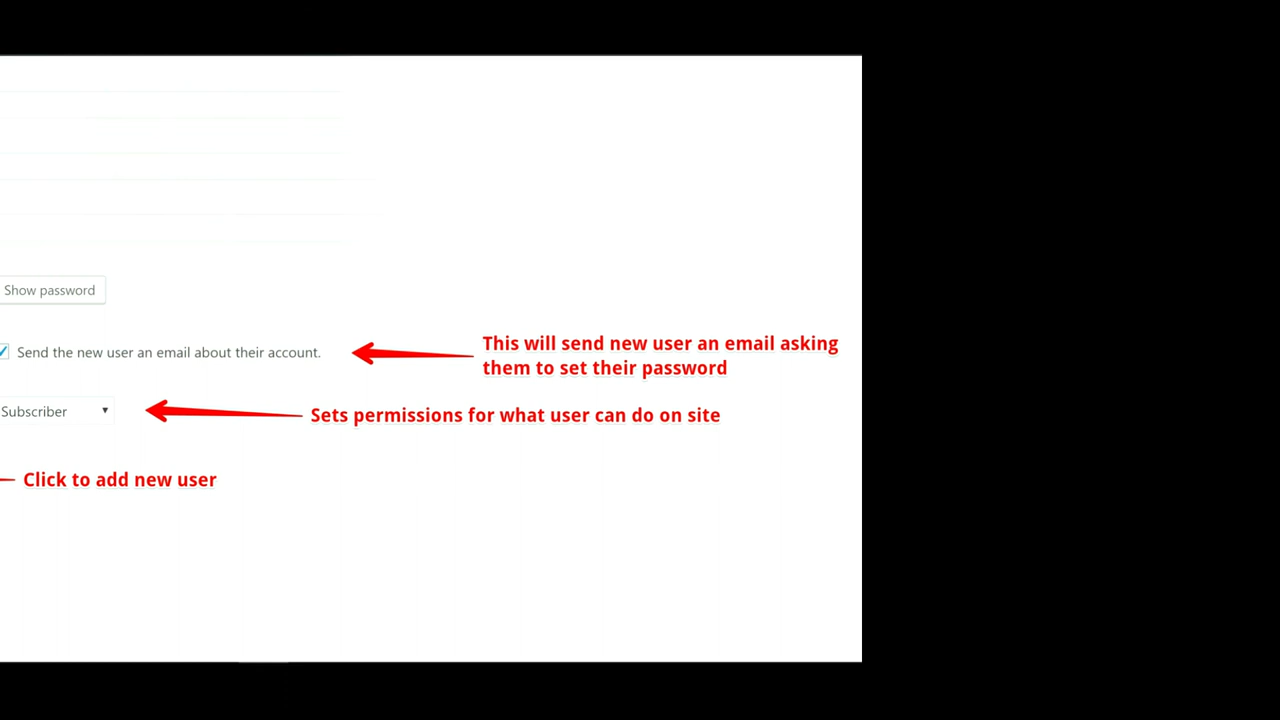 Show password
Send the new user an email about their account.
This will send new user an email asking
them to set their password
Subscriber
Sets permissions for what user can do on site
Click to add new user